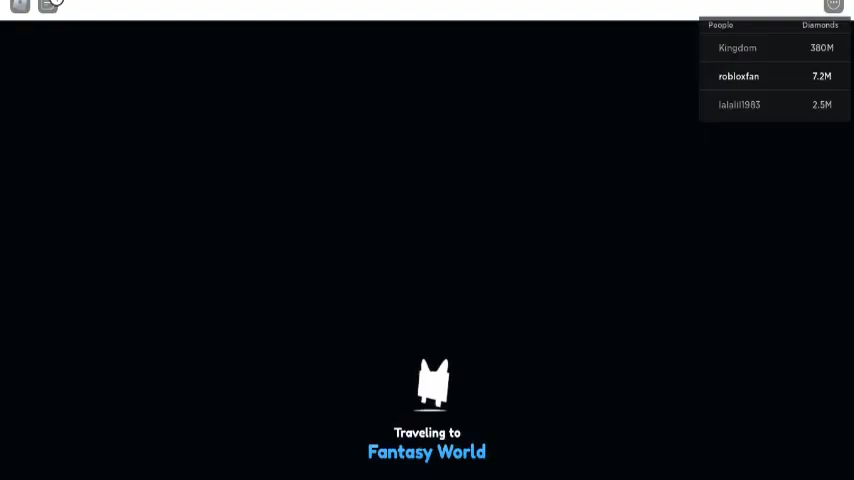 People Diamonds
Kingdom 380M
robloxfan 7.2M
lalalil1983 2.5M
Traveling to
Fantasy World